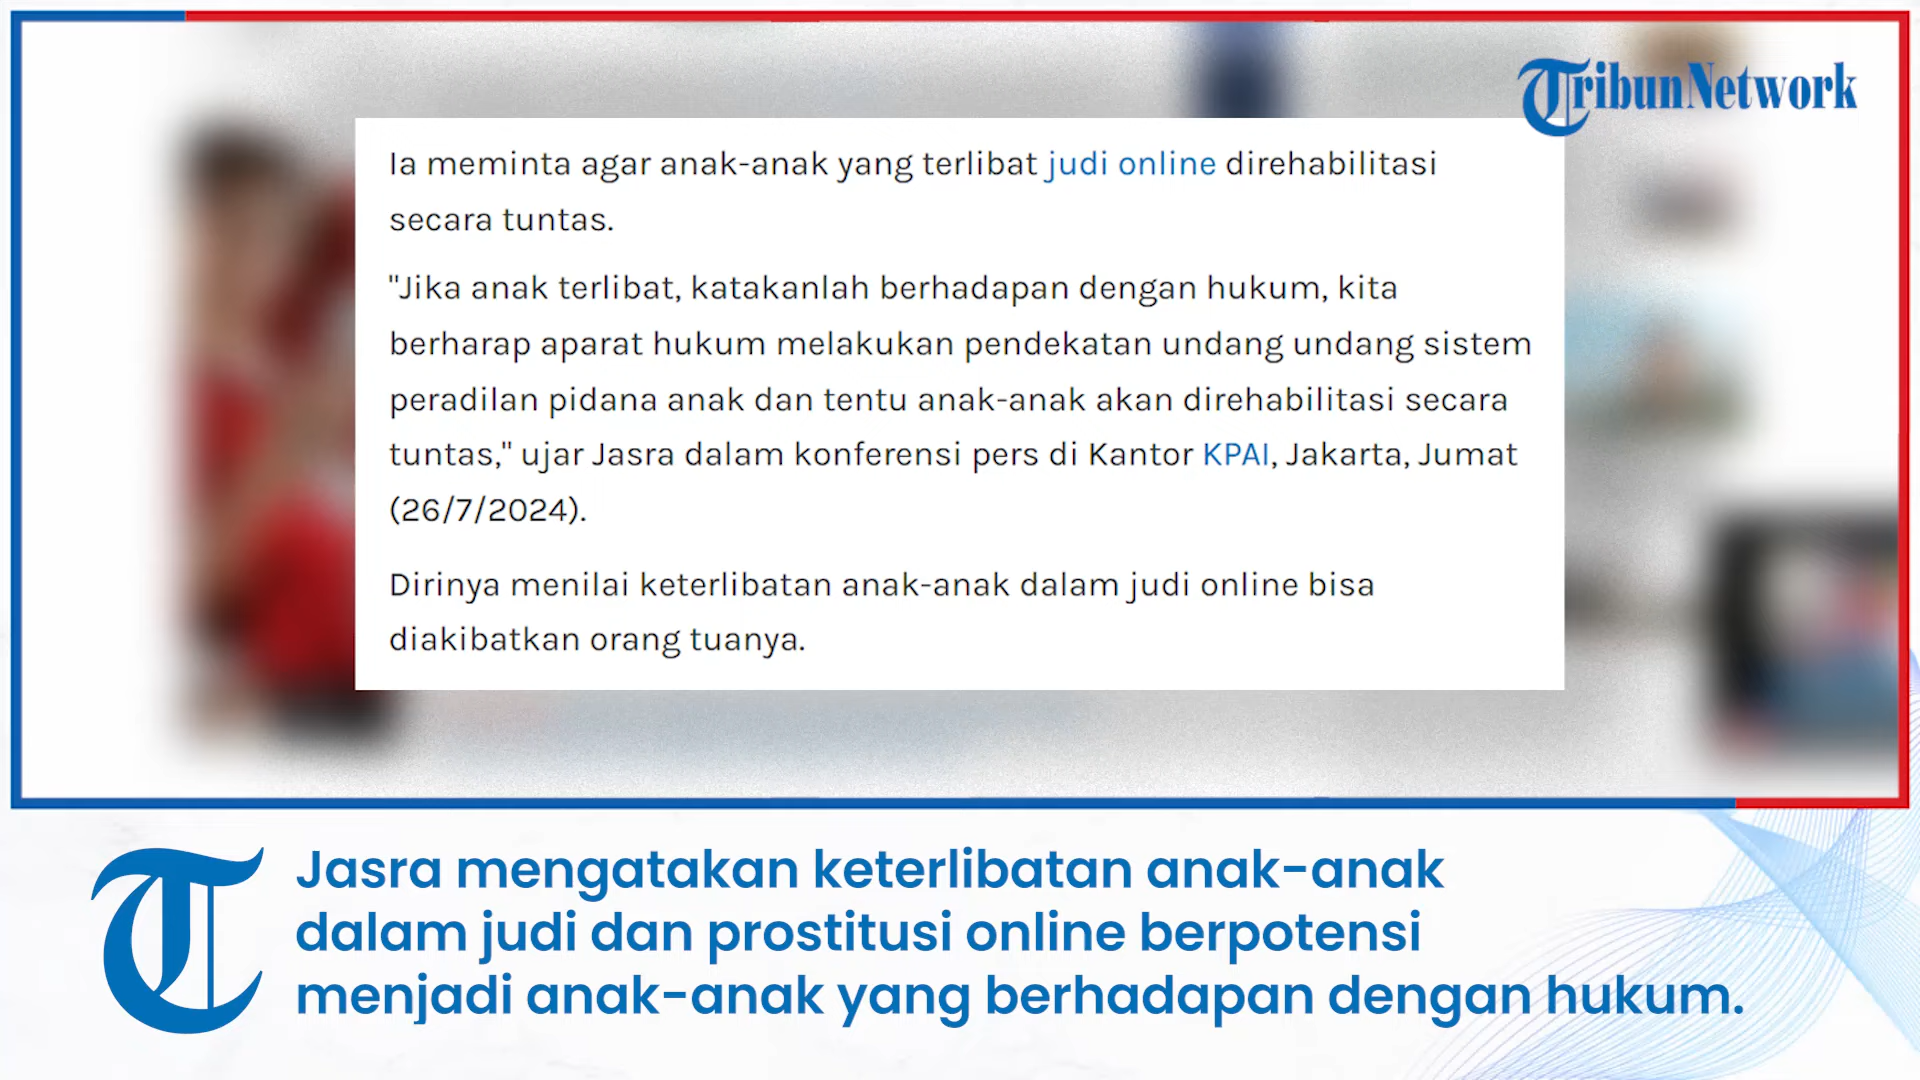 TribunNetwork
Ia meminta agar anak-anak yang terlibat judi online direhabilitasi
secara tuntas.
"Jika anak terlibat, katakanlah berhadapan dengan hukum, kita
berharap aparat hukum melakukan pendekatan undang undang sistem
peradilan pidana anak dan tentu anak-anak akan direhabilitasi secara
tuntas," ujar Jasra dalam konferensi pers di Kantor KPAI, Jakarta, Jumat
(26/7/2024).
Dirinya menilai keterlibatan anak-anak dalam judi online bisa
diakibatkan orang tuanya.
T
Jasra mengatakan keterlibatan anak-anak
dalam judi dan prostitusi online berpotensi
menjadi anak-anak yang berhadapan dengan hukum.